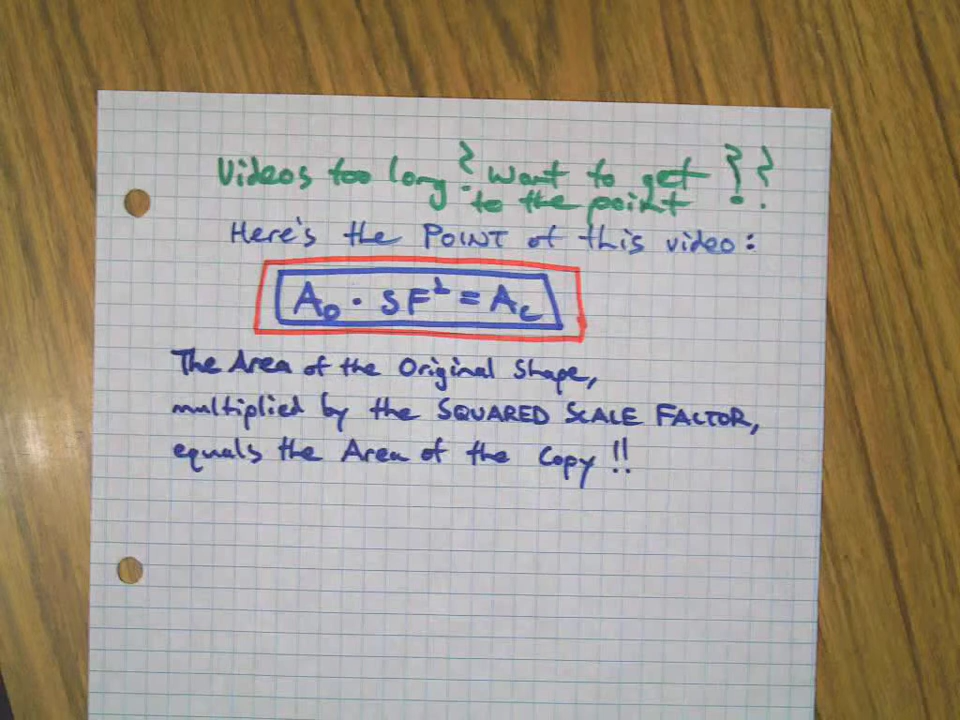 Videos too long? Want to get
to the point ???
Here's the POINT of this video:
A₀ · SF² = A꜀
The Area of the Original Shape,
multiplied by the SQUARED SCALE FACTOR,
equals the Area of the Copy !!